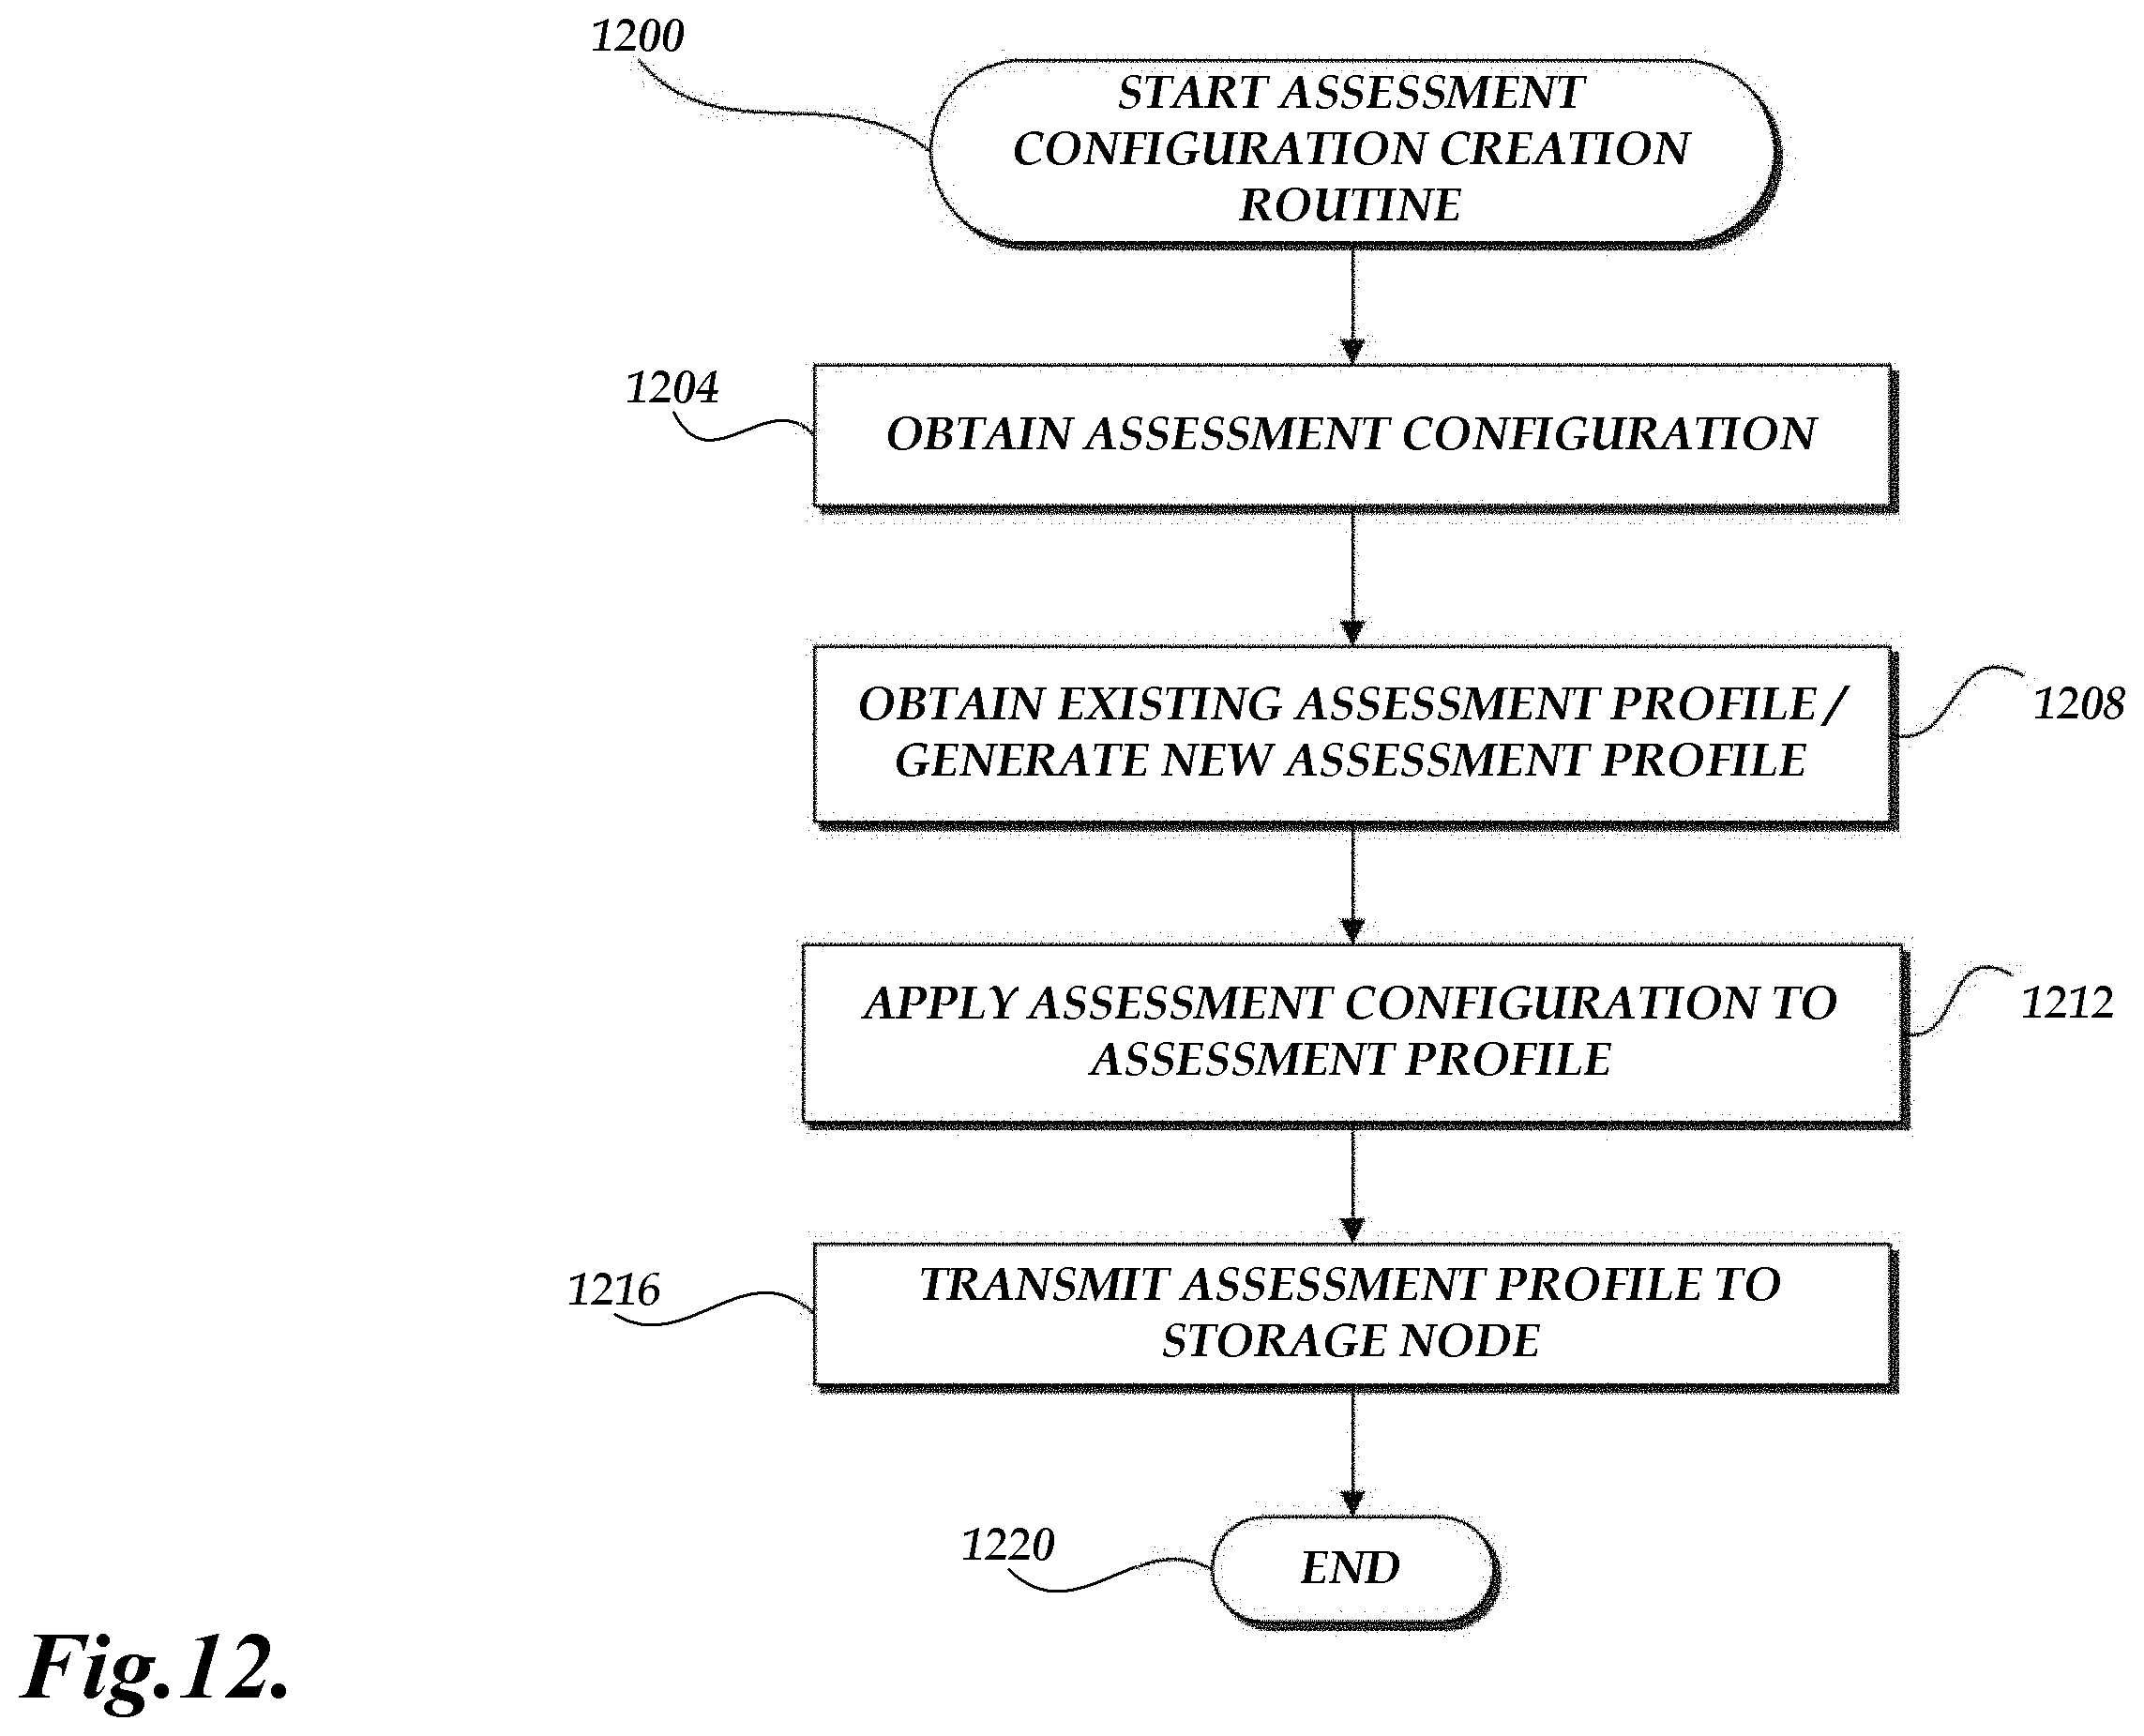 1200
START ASSESSMENT
CONFIGURATION CREATION
ROUTINE
1204
OBTAIN ASSESSMENT CONFIGURATION
OBTAIN EXISTING ASSESSMENT PROFILE /
GENERATE NEW ASSESSMENT PROFILE
1208
APPLY ASSESSMENT CONFIGURATION TO
ASSESSMENT PROFILE
1212
1216
TRANSMIT ASSESSMENT PROFILE TO
STORAGE NODE
1220
END
Fig.12.